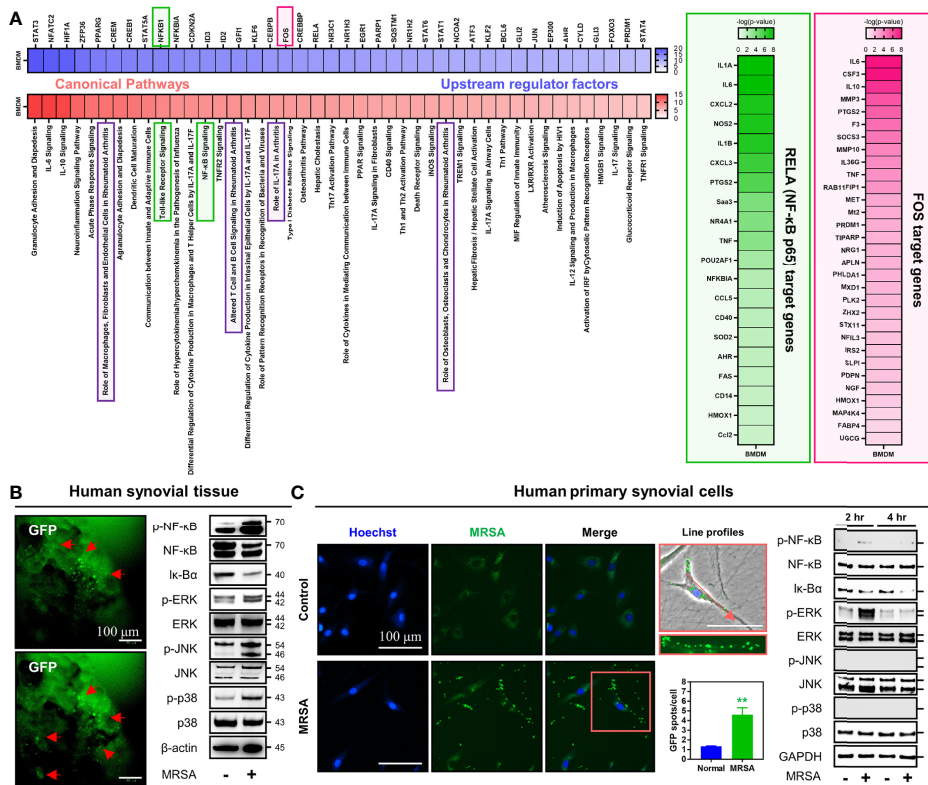 A
STAT3
NFATC2
HIF1A
ZFP36
PPARG
CREM
CREB1
STAT5A
NFKB1
NFKBIA
CDKN2A
ID3
ID2
GFI1
KLF6
CEBPB
FOS
CREBBP
RELA
NR3C1
NR1H3
EGR1
PARP1
SQSTM1
NR1H2
STAT6
STAT1
NCOA2
ATF3
KLF2
BCL6
GLI2
JUN
EP300
AHR
CYLD
GLI3
FOXO3
PRDM1
STAT4
BMDM
20
15
10
5
0
Canonical Pathways
Upstream regulator factors
BMDM
15
10
5
0
Granulocyte Adhesion and Diapedesis
IL-6 Signaling
IL-10 Signaling
Neuroinflammation Signaling Pathway
Acute Phase Response Signaling
Role of Macrophages, Fibroblasts and Endothelial Cells in Rheumatoid Arthritis
Agranulocyte Adhesion and Diapedesis
Dendritic Cell Maturation
Communication between Innate and Adaptive Immune Cells
Toll-like Receptor Signaling
Role of Hypercytokinemia/hyperchemokinemia in the Pathogenesis of Influenza
Differential Regulation of Cytokine Production in Macrophages and T Helper Cells by IL-17A and IL-17F
NF-κB Signaling
TNFR2 Signaling
Altered T Cell and B Cell Signaling in Rheumatoid Arthritis
Differential Regulation of Cytokine Production in Intestinal Epithelial Cells by IL-17A and IL-17F
Role of Pattern Recognition Receptors in Recognition of Bacteria and Viruses
Role of IL-17A in Arthritis
Type I Diabetes Mellitus Signaling
Osteoarthritis Pathway
Hepatic Cholestasis
Th17 Activation Pathway
Role of Cytokines in Mediating Communication between Immune Cells
PPAR Signaling
IL-17A Signaling in Fibroblasts
CD40 Signaling
Th1 and Th2 Activation Pathway
Death Receptor Signaling
iNOS Signaling
Role of Osteoblasts, Osteoclasts and Chondrocytes in Rheumatoid Arthritis
TREM1 Signaling
Hepatic Fibrosis / Hepatic Stellate Cell Activation
IL-17A Signaling in Airway Cells
Th1 Pathway
MIF Regulation of Innate Immunity
LXR/RXR Activation
Atherosclerosis Signaling
Induction of Apoptosis by HIV1
IL-12 Signaling and Production in Macrophages
Activation of IRF by Cytosolic Pattern Recognition Receptors
HMGB1 Signaling
IL-17 Signaling
Glucocorticoid Receptor Signaling
TNFR1 Signaling
-log(p-value)
0 2 4 6 8
IL1A
IL6
CXCL2
NOS2
IL1B
CXCL3
PTGS2
Saa3
NR4A1
TNF
POU2AF1
NFKBIA
CCL5
CD40
SOD2
AHR
FAS
CD14
HMOX1
Ccl2
BMDM
RELA (NF-κB p65) target genes
-log(p-value)
0 2 4 6 8
IL6
CSF3
IL10
MMP3
PTGS2
F3
SOCS3
MMP10
IL36G
TNF
RAB11FIP1
MET
Mt2
PRDM1
TIPARP
NRG1
APLN
PHLDA1
MXD1
PLK2
ZHX2
STX11
NFIL3
IRS2
SLPI
PDPN
NGF
HMOX1
MAP4K4
FABP4
UGCG
BMDM
FOS target genes
B
Human synovial tissue
GFP
100 μm
GFP
p-NF-κB 70
NF-κB 70
Iκ-Bα 40
p-ERK 44 42
ERK 44 42
p-JNK 54 46
JNK 54 46
p-p38 43
p38 43
β-actin 45
MRSA - +
C
Human primary synovial cells
Hoechst MRSA Merge Line profiles
Control
100 μm
MRSA
GFP spots/cell
8
7
6
5
4
3
2
1
0
**
Normal MRSA
2 hr 4 hr
p-NF-κB
NF-κB
Iκ-Bα
p-ERK
ERK
p-JNK
JNK
p-p38
p38
GAPDH
MRSA - + - +